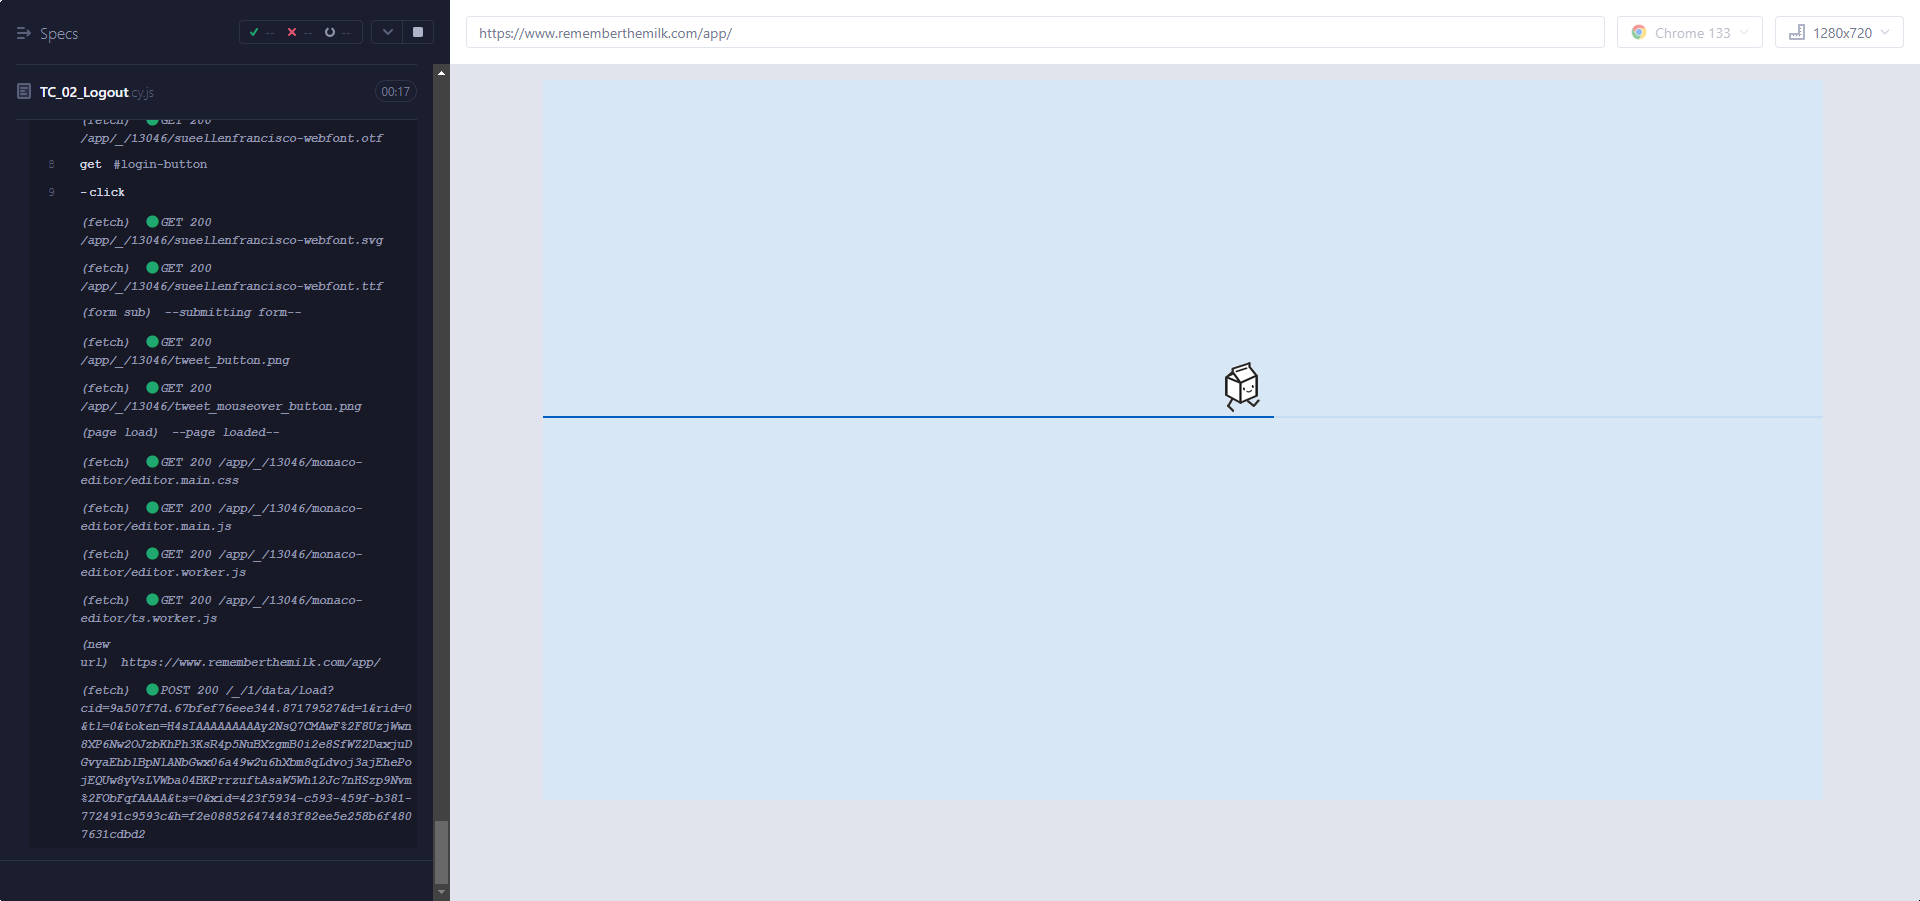 Specs
-- -- --
https://www.rememberthemilk.com/app/
Chrome 133
1280x720
TC_02_Logout.cy.js
00:17
(fetch) GET 200
/app/_/13046/sueellenfrancisco-webfont.otf
8 get #login-button
9 -click
(fetch) GET 200
/app/_/13046/sueellenfrancisco-webfont.svg
(fetch) GET 200
/app/_/13046/sueellenfrancisco-webfont.ttf
(form sub) --submitting form--
(fetch) GET 200
/app/_/13046/tweet_button.png
(fetch) GET 200
/app/_/13046/tweet_mouseover_button.png
(page load) --page loaded--
(fetch) GET 200 /app/_/13046/monaco-
editor/editor.main.css
(fetch) GET 200 /app/_/13046/monaco-
editor/editor.main.js
(fetch) GET 200 /app/_/13046/monaco-
editor/editor.worker.js
(fetch) GET 200 /app/_/13046/monaco-
editor/ts.worker.js
(new
url) https://www.rememberthemilk.com/app/
(fetch) POST 200 /_/1/data/load?
cid=9a507f7d.67bfef76eee344.87179527&d=1&rid=0
&tl=0&token=H4sIAAAAAAAAAy2NsQ7CMAwF%2F8UzjWwn
8XP6Nw2OJzbKhPh3KsR4p5NuBXzgmB0i2e8SfWZ2DaxjuD
GvyaEhblBpNlANbGwx06a49w2u6hXbm8qLdvoj3ajEhePo
jEQUw8yVsLVWba04BKPrrzuftAsaW5Wh12Jc7nHSzp9Nvm
%2FObFqfAAAA&ts=0&xid=423f5934-c593-459f-b381-
772491c9593c&h=f2e088526474483f82ee5e258b6f480
7631cdbd2